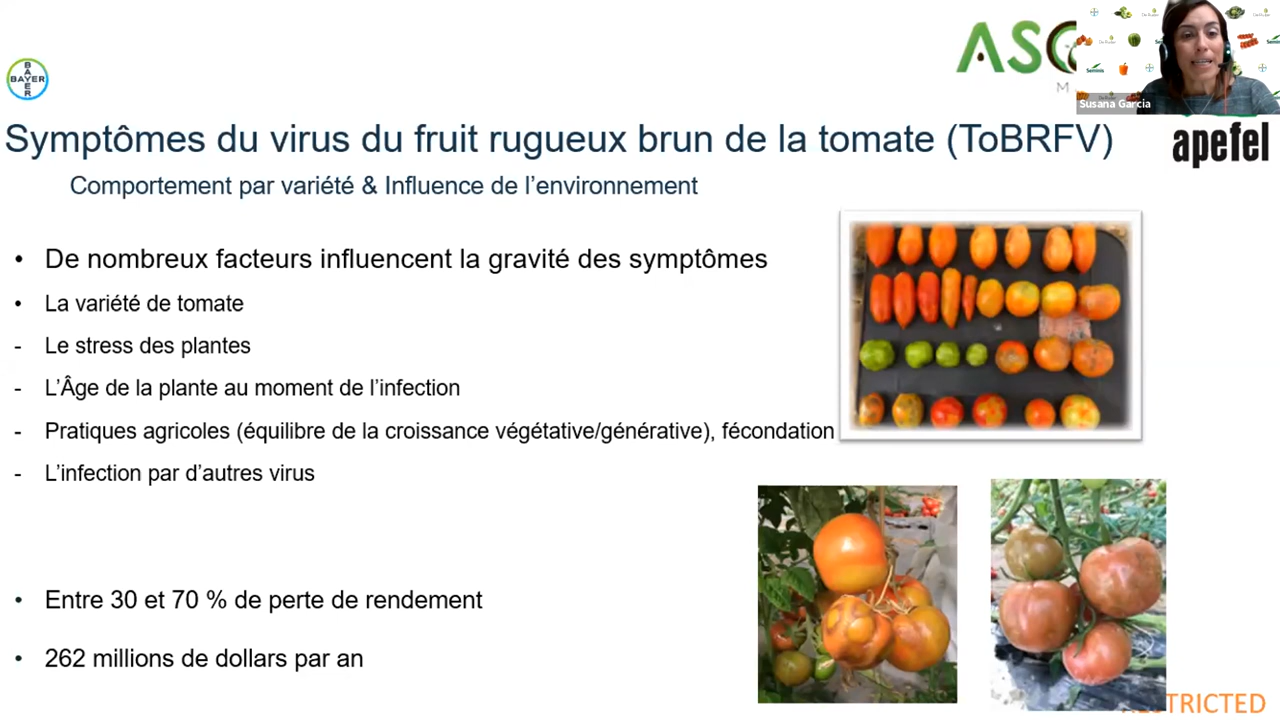 ASC
BAYER
BAYER
Susana Garcia
Symptômes du virus du fruit rugueux brun de la tomate (ToBRFV)
apefel
Comportement par variété & Influence de l’environnement
• De nombreux facteurs influencent la gravité des symptômes
• La variété de tomate
- Le stress des plantes
- L’Âge de la plante au moment de l’infection
- Pratiques agricoles (équilibre de la croissance végétative/générative), fécondation
- L’infection par d’autres virus
• Entre 30 et 70 % de perte de rendement
• 262 millions de dollars par an
RESTRICTED